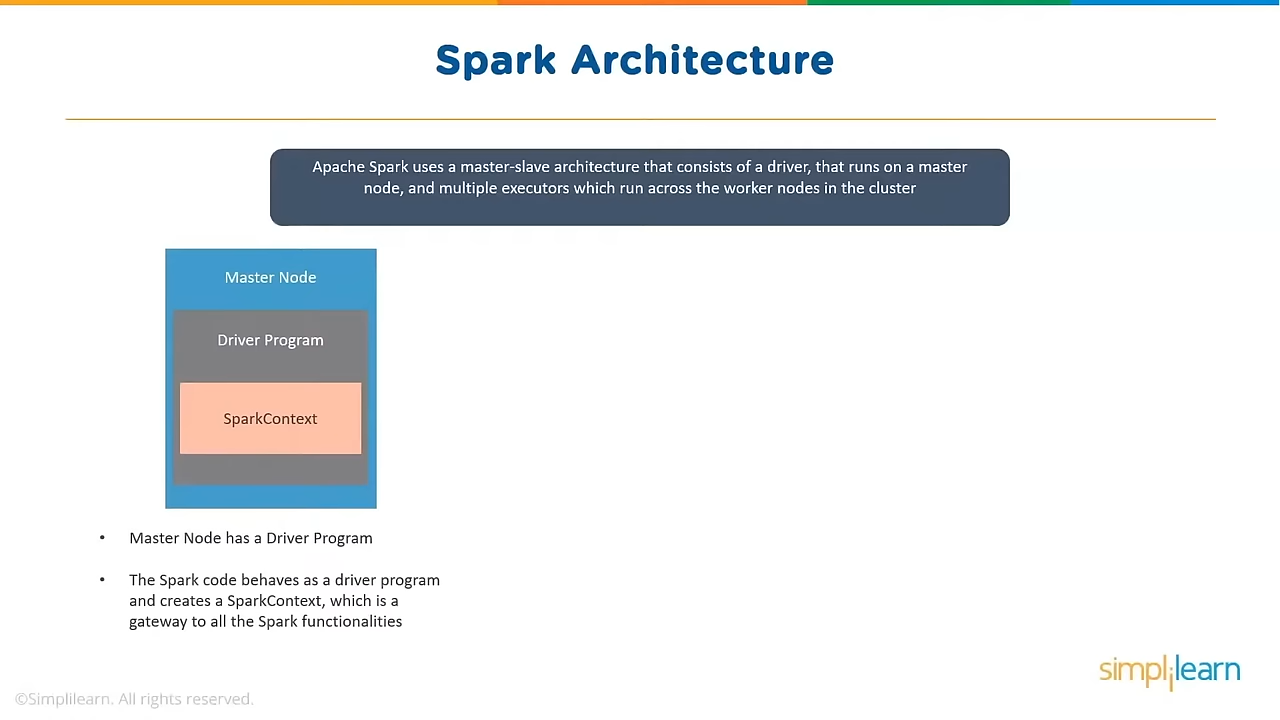 Spark Architecture
Apache Spark uses a master-slave architecture that consists of a driver, that runs on a master
node, and multiple executors which run across the worker nodes in the cluster
Master Node
Driver Program
SparkContext
• Master Node has a Driver Program
• The Spark code behaves as a driver program
and creates a SparkContext, which is a
gateway to all the Spark functionalities
simplilearn
©Simplilearn. All rights reserved.